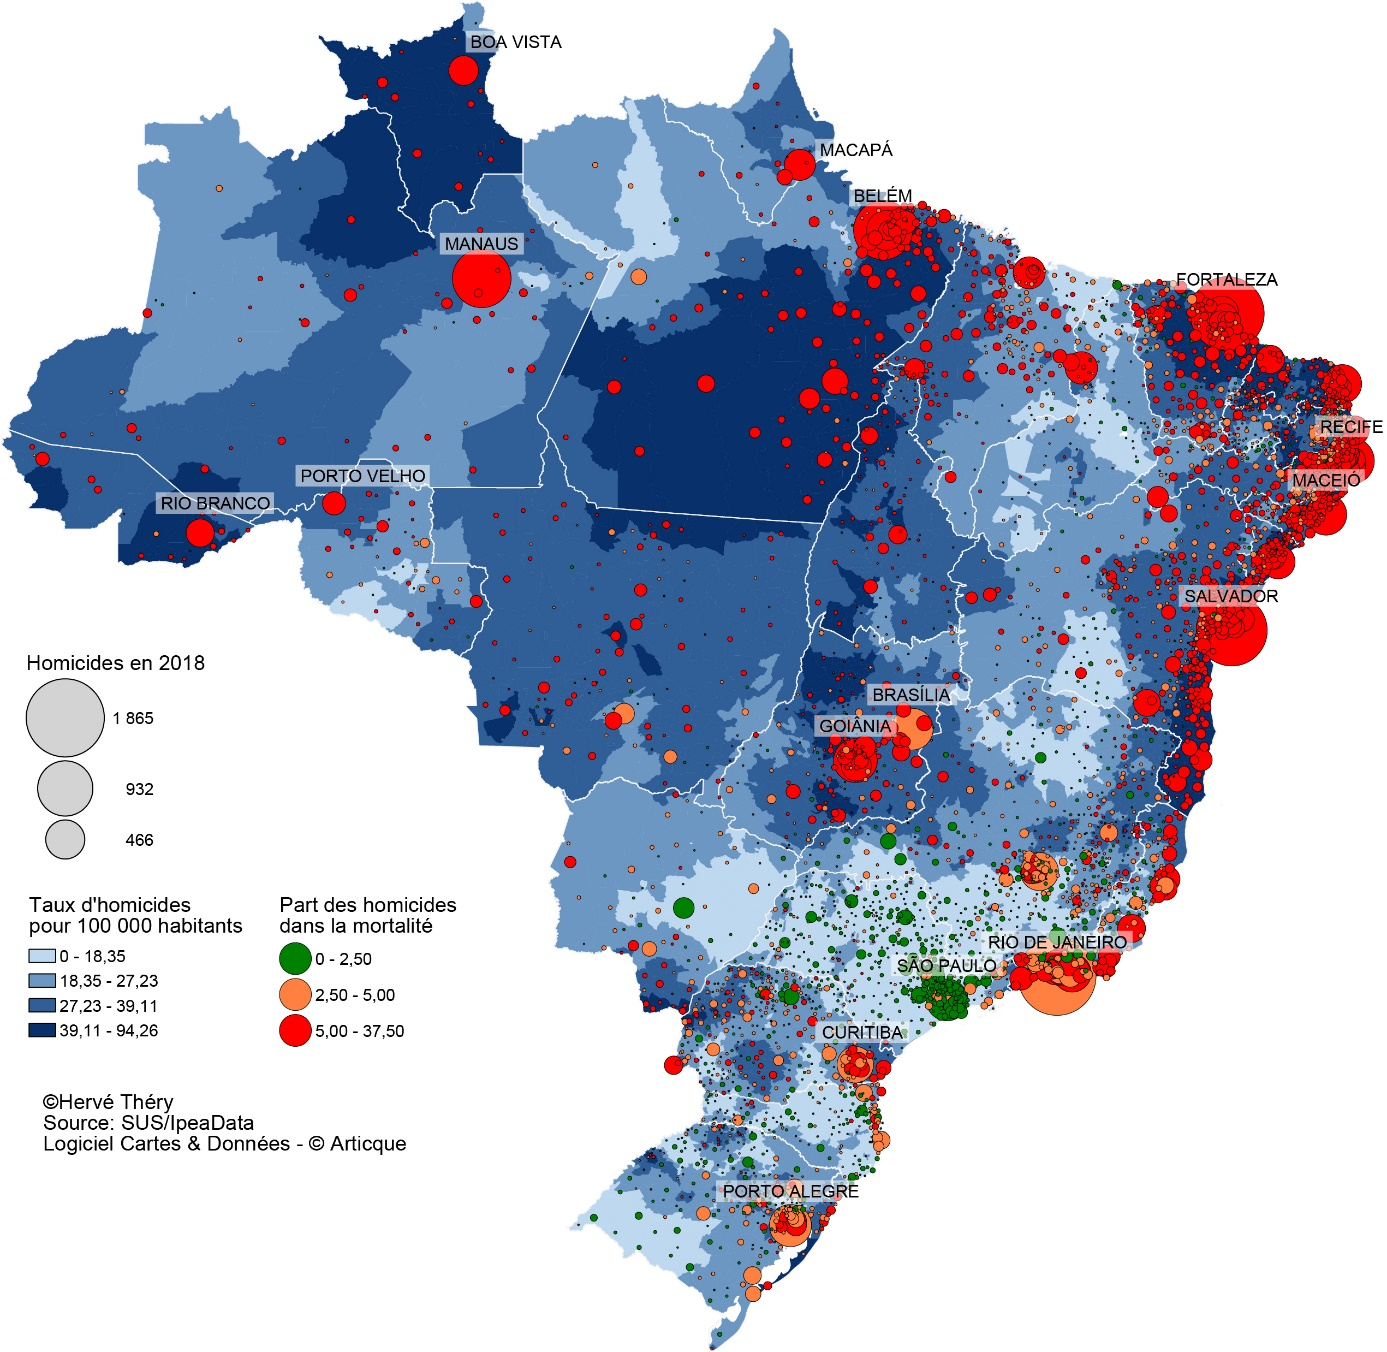 BOA VISTA
MACAPÁ
BELÉM
MANAUS
FORTALEZA
RECIFE
MACEIÓ
PORTO VELHO
RIO BRANCO
SALVADOR
BRASÍLIA
GOIÂNIA
RIO DE JANEIRO
SÃO PAULO
CURITIBA
PORTO ALEGRE
Homicides en 2018
1 865
932
466
Taux d'homicides
pour 100 000 habitants
0 - 18,35
18,35 - 27,23
27,23 - 39,11
39,11 - 94,26
Part des homicides
dans la mortalité
0 - 2,50
2,50 - 5,00
5,00 - 37,50
©Hervé Théry
Source: SUS/IpeaData
Logiciel Cartes & Données - © Articque